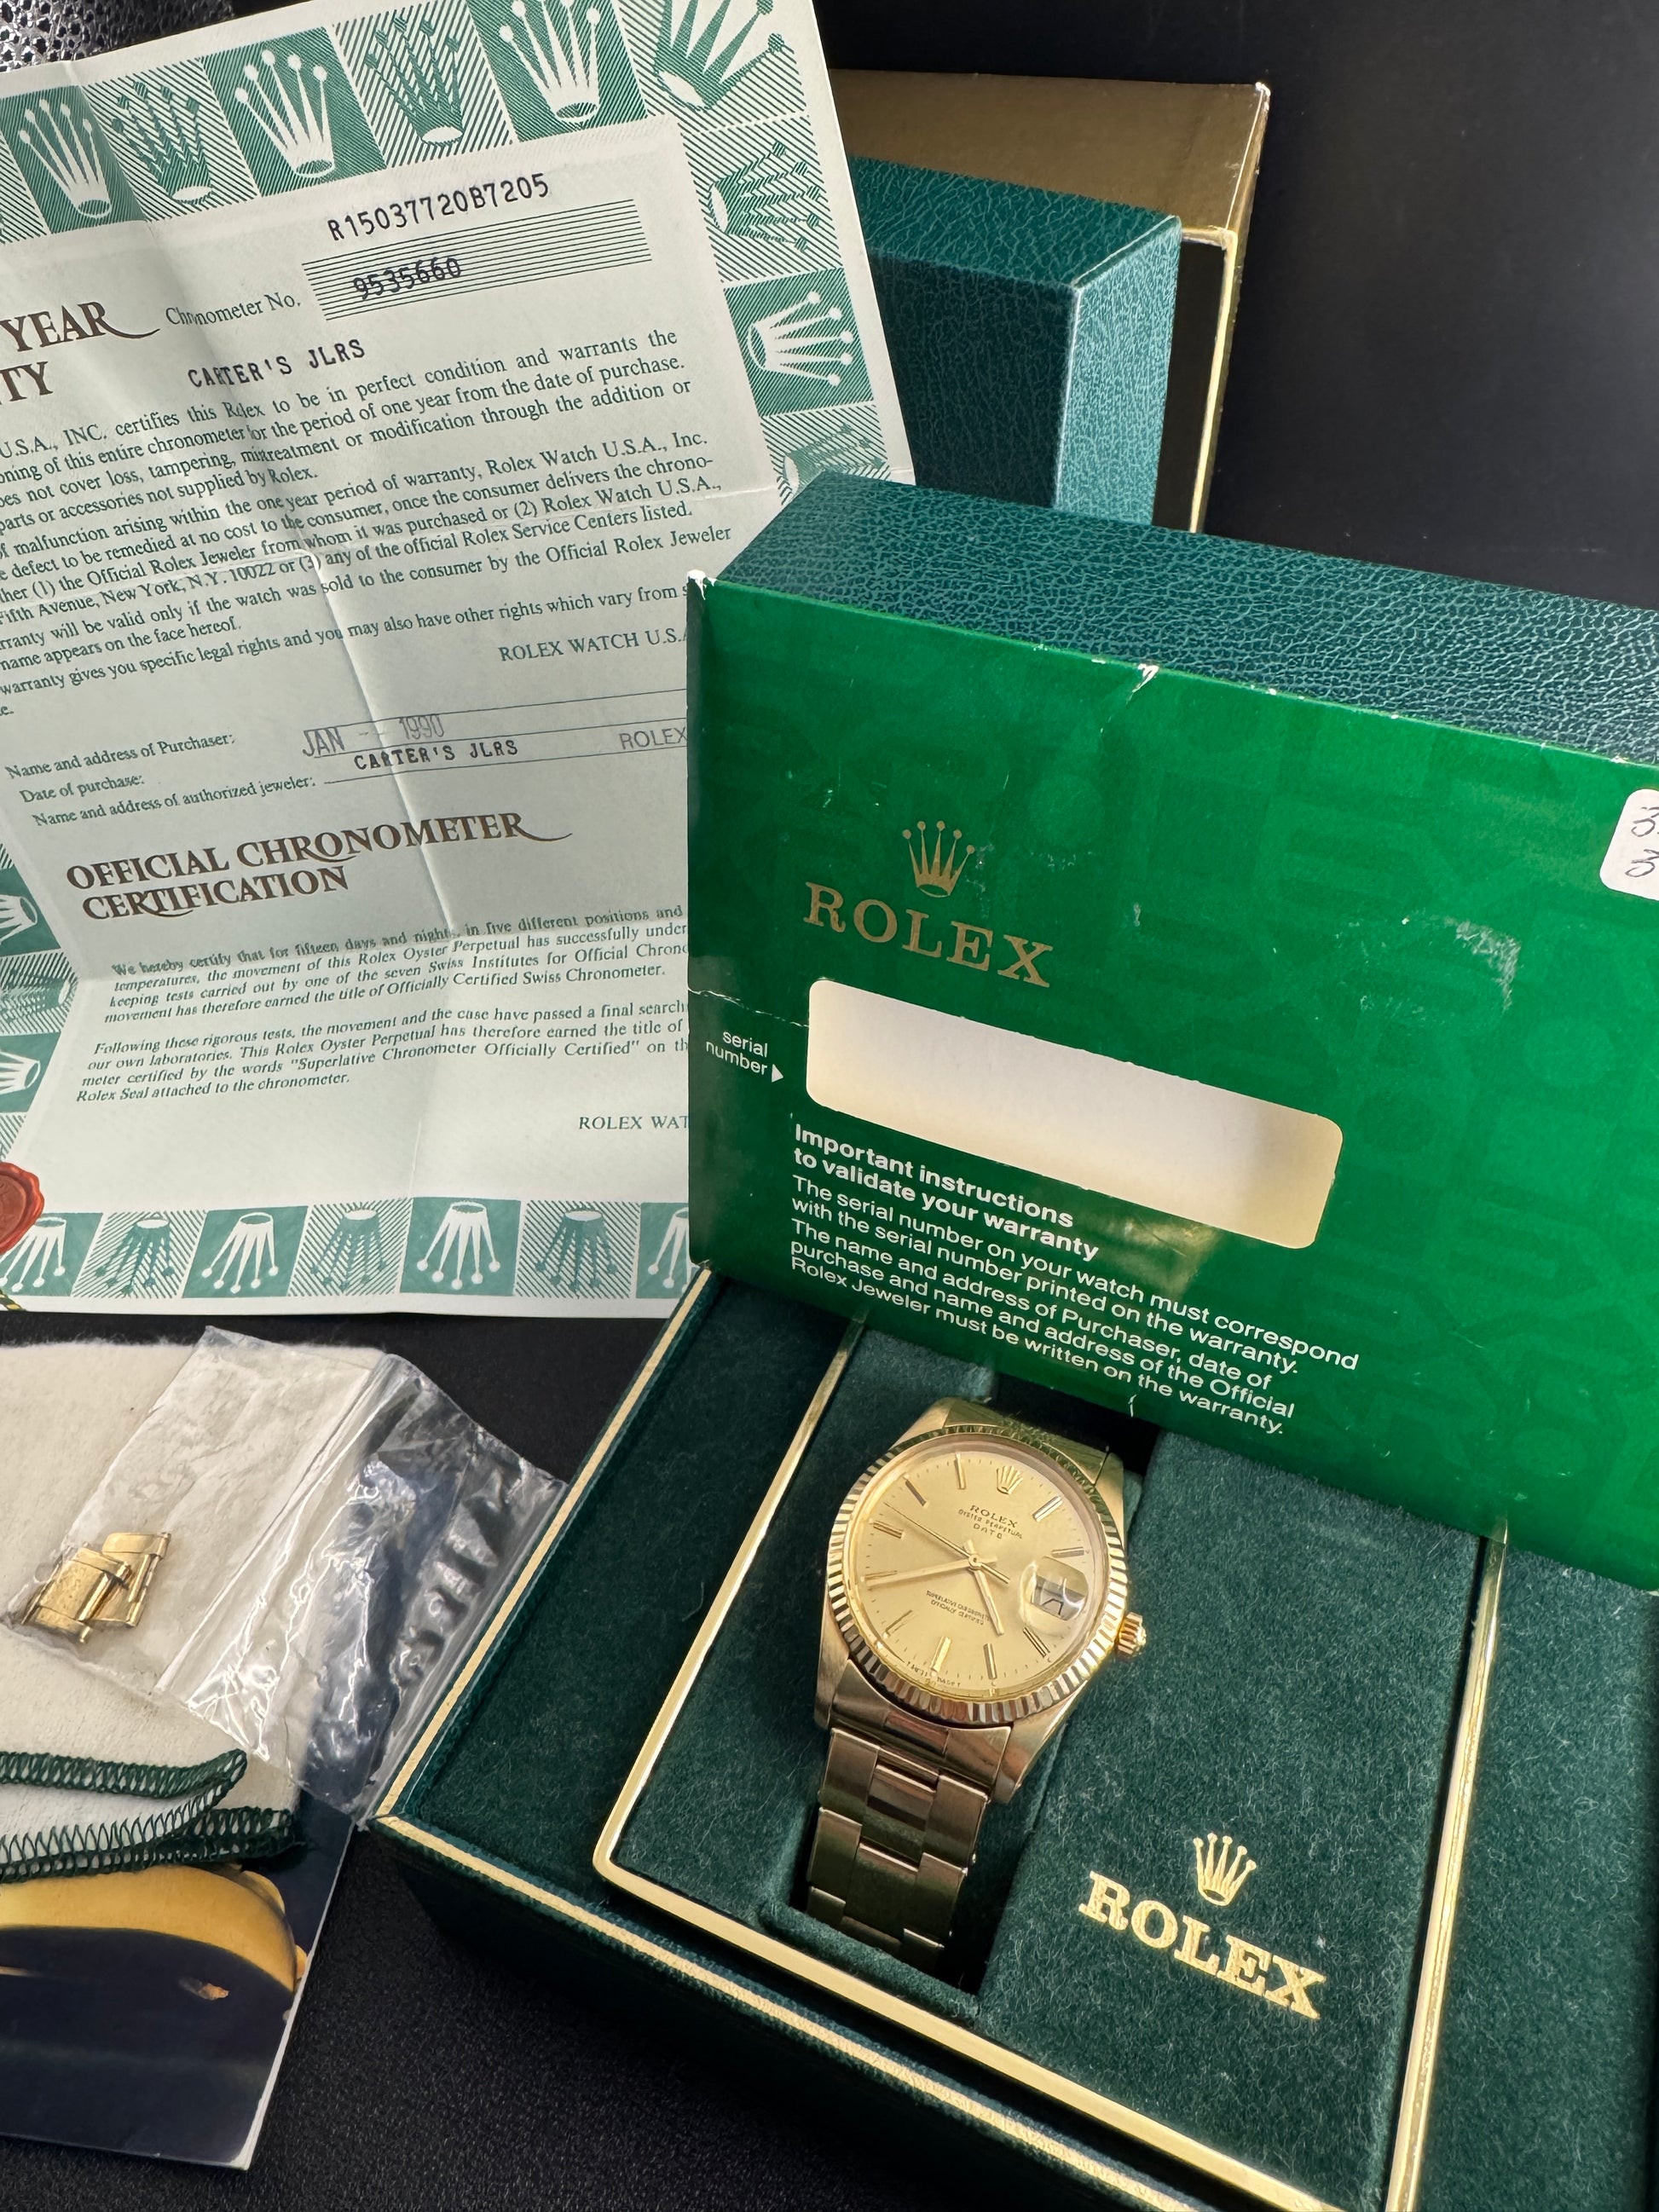 R15037720B7205
Chronometer No.
9535660
YEAR
TY
CARTER'S JLRS
U.S.A., INC. certifies this Rolex to be in perfect condition and warrants the
oning of this entire chronometer for the period of one year from the date of purchase.
oes not cover loss, tampering, mistreatment or modification through the addition or
parts or accessories not supplied by Rolex.
of malfunction arising within the one year period of warranty, Rolex Watch U.S.A., Inc.
e defect to be remedied at no cost to the consumer, once the consumer delivers the chrono-
ther (1) the Official Rolex Jeweler from whom it was purchased or (2) Rolex Watch U.S.A.,
Fifth Avenue, New York, N.Y. 10022 or (3) any of the official Rolex Service Centers listed.
rranty will be valid only if the watch was sold to the consumer by the Official Rolex Jeweler
name appears on the face hereof.
warranty gives you specific legal rights and you may also have other rights which vary from s
e.
ROLEX WATCH U.S.A
Name and address of Purchaser:
Date of purchase:
JAN -- 1990
Name and address of authorized jeweler:
CARTER'S JLRS
ROLEX
OFFICIAL CHRONOMETER
CERTIFICATION
We hereby certify that for fifteen days and nights, in five different positions and
temperatures, the movement of this Rolex Oyster Perpetual has successfully under
keeping tests carried out by one of the seven Swiss Institutes for Official Chron
movement has therefore earned the title of Officially Certified Swiss Chronometer.
Following these rigorous tests, the movement and the case have passed a final search
our own laboratories. This Rolex Oyster Perpetual has therefore earned the title of
meter certified by the words "Superlative Chronometer Officially Certified" on th
Rolex Seal attached to the chronometer.
ROLEX WAT
ROLEX
serial
number
Important instructions
to validate your warranty
The serial number on your watch must correspond
with the serial number printed on the warranty.
The name and address of Purchaser, date of
purchase and name and address of the Official
Rolex Jeweler must be written on the warranty.
3
3
ROLEX
OYSTER PERPETUAL
DATE
SUPERLATIVE CHRONOMETER
OFFICIALLY CERTIFIED
ROLEX